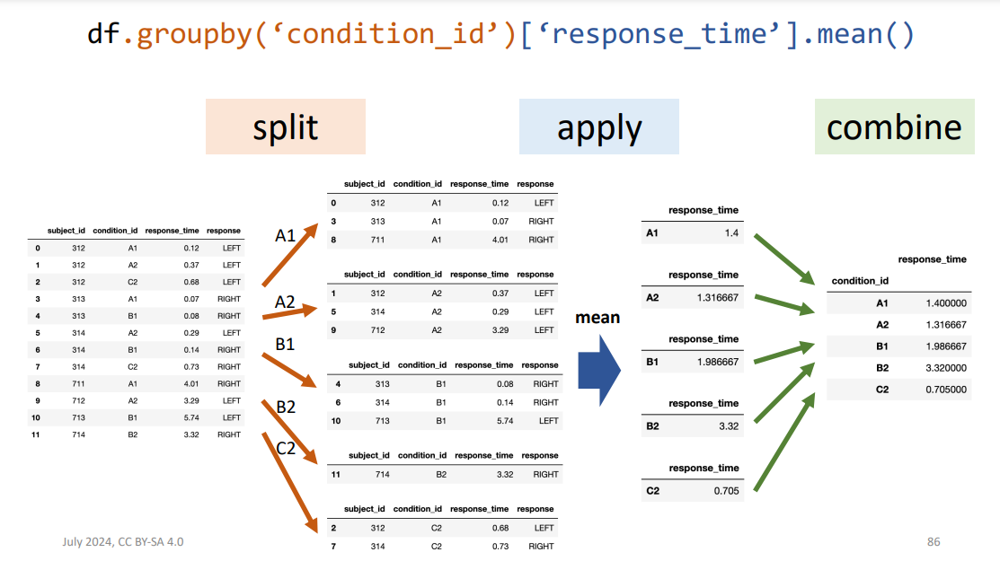 df.groupby(‘condition_id’)[‘response_time’].mean()
split
apply
combine
subject_id condition_id response_time response
0 312 A1 0.12 LEFT
1 312 A2 0.37 LEFT
2 312 C2 0.68 LEFT
3 313 A1 0.07 RIGHT
4 313 B1 0.08 RIGHT
5 314 A2 0.29 LEFT
6 314 B1 0.14 RIGHT
7 314 C2 0.73 RIGHT
8 711 A1 4.01 RIGHT
9 712 A2 3.29 LEFT
10 713 B1 5.74 LEFT
11 714 B2 3.32 RIGHT
A1
A2
B1
B2
C2
subject_id condition_id response_time response
0 312 A1 0.12 LEFT
3 313 A1 0.07 RIGHT
8 711 A1 4.01 RIGHT
subject_id condition_id response_time response
1 312 A2 0.37 LEFT
5 314 A2 0.29 LEFT
9 712 A2 3.29 LEFT
subject_id condition_id response_time response
4 313 B1 0.08 RIGHT
6 314 B1 0.14 RIGHT
10 713 B1 5.74 LEFT
subject_id condition_id response_time response
11 714 B2 3.32 RIGHT
subject_id condition_id response_time response
2 312 C2 0.68 LEFT
7 314 C2 0.73 RIGHT
mean
response_time
A1 1.4
response_time
A2 1.316667
response_time
B1 1.986667
response_time
B2 3.32
response_time
C2 0.705
response_time
condition_id
A1 1.400000
A2 1.316667
B1 1.986667
B2 3.320000
C2 0.705000
July 2024, CC BY-SA 4.0
86